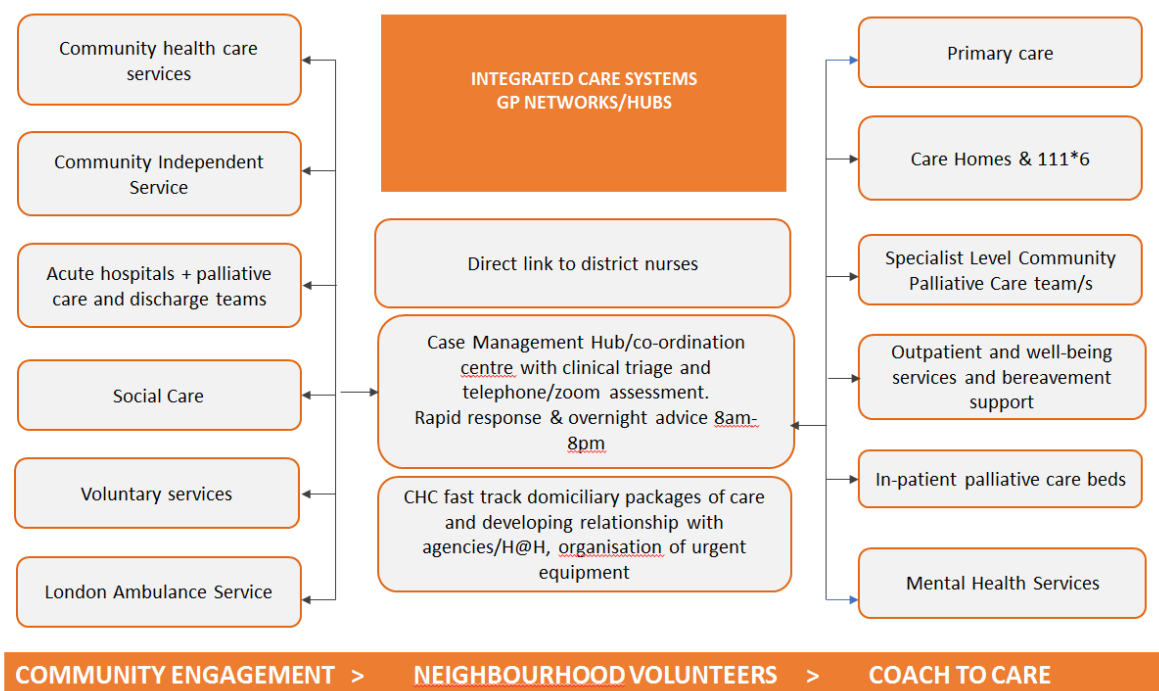 Community health care
services
Community Independent
Service
Acute hospitals + palliative
care and discharge teams
Social Care
Voluntary services
London Ambulance Service
INTEGRATED CARE SYSTEMS
GP NETWORKS/HUBS
Direct link to district nurses
Case Management Hub/co-ordination
centre with clinical triage and
telephone/zoom assessment.
Rapid response & overnight advice 8am-
8pm
CHC fast track domiciliary packages of care
and developing relationship with
agencies/H@H, organisation of urgent
equipment
Primary care
Care Homes & 111*6
Specialist Level Community
Palliative Care team/s
Outpatient and well-being
services and bereavement
support
In-patient palliative care beds
Mental Health Services
COMMUNITY ENGAGEMENT > NEIGHBOURHOOD VOLUNTEERS > COACH TO CARE